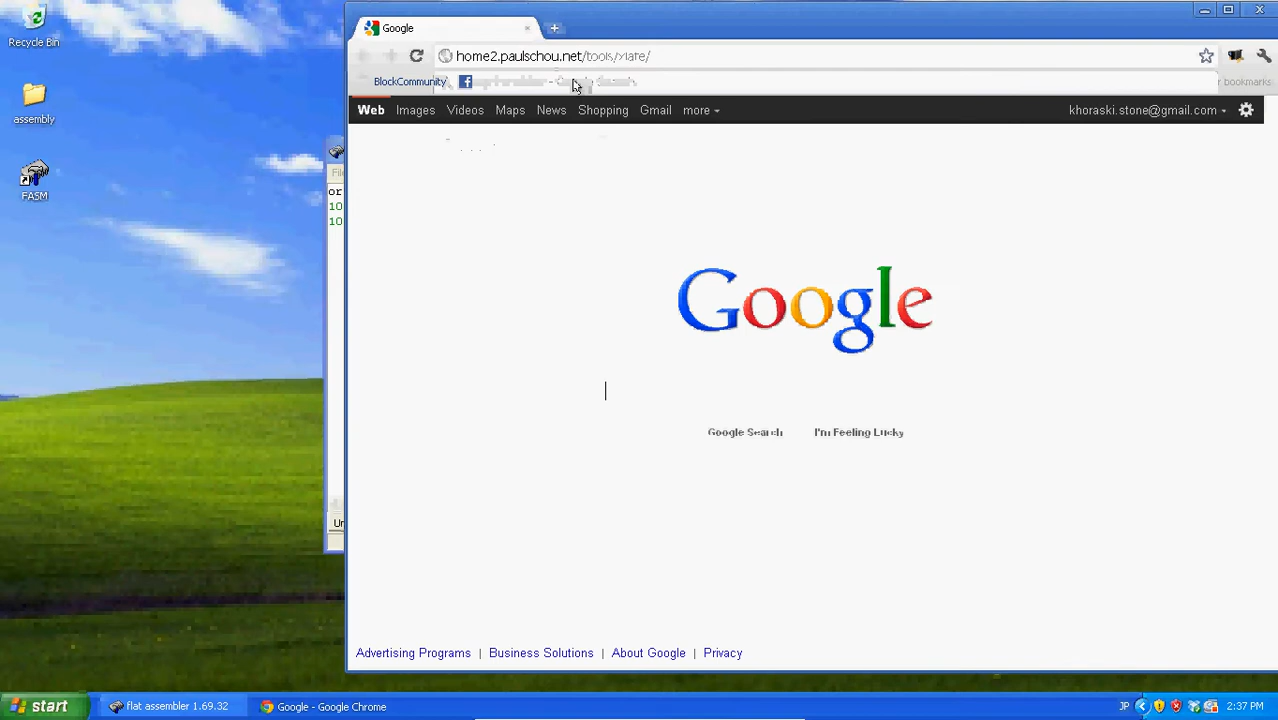 Recycle Bin
assembly
FASM
Google
home2.paulschou.net/tools/xlate/
BlockCommunity
bookmarks
Web Images Videos Maps News Shopping Gmail more
khoraski.stone@gmail.com
Google
Google Search I'm Feeling Lucky
Advertising Programs | Business Solutions | About Google | Privacy
start
flat assembler 1.69.32
Google - Google Chrome
JP
2:37 PM